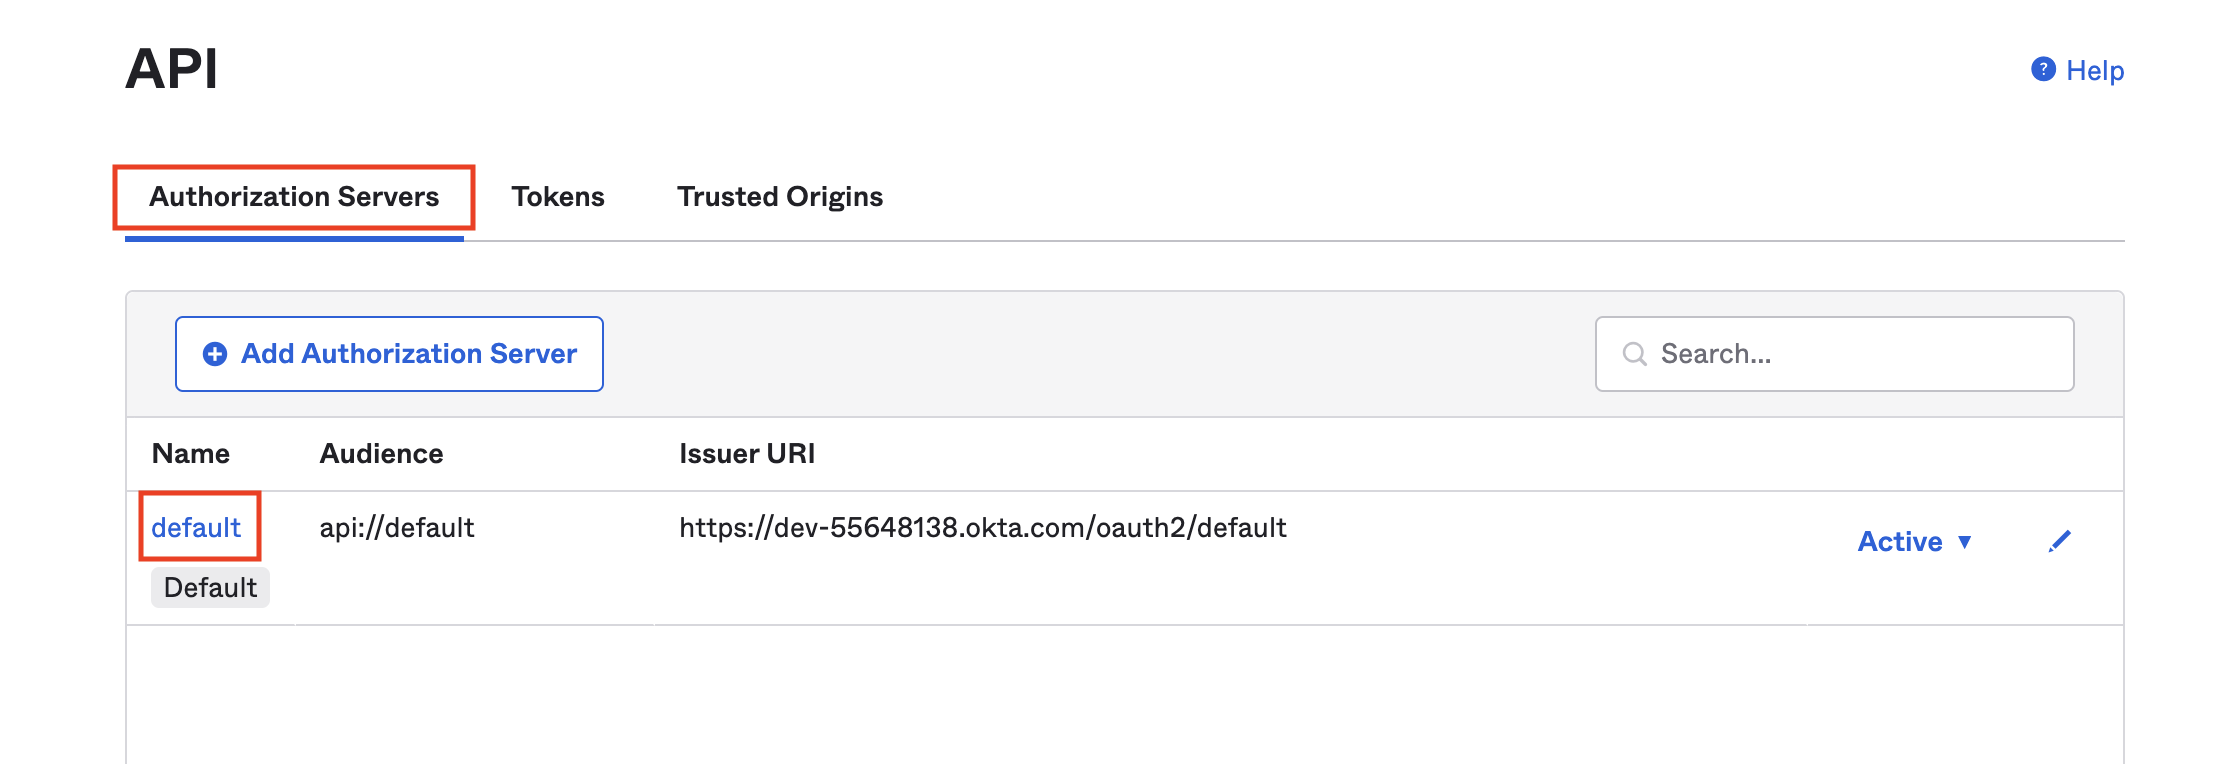 API
Help
Authorization Servers Tokens Trusted Origins
Add Authorization Server
Search...
Name Audience Issuer URI
default api://default https://dev-55648138.okta.com/oauth2/default
Active
Default